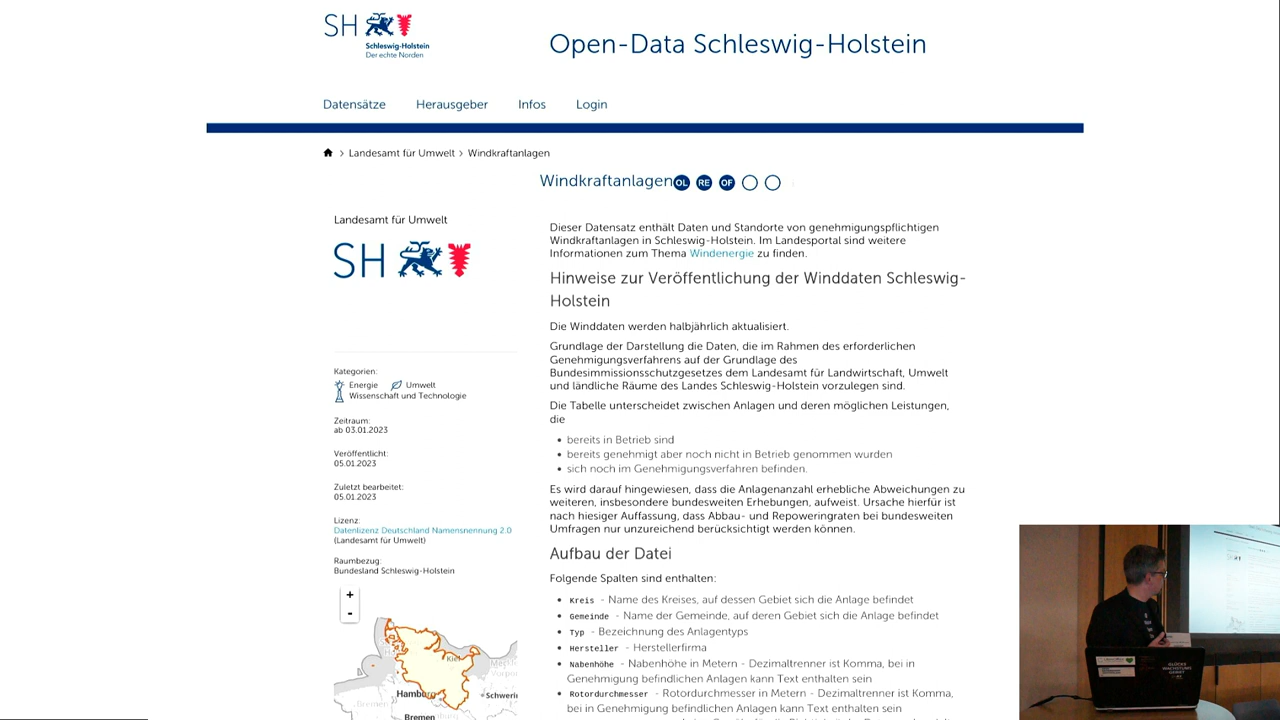 SH
Schleswig-Holstein
Der echte Norden
Open-Data Schleswig-Holstein
Datensätze Herausgeber Infos Login
Landesamt für Umwelt > Windkraftanlagen
Windkraftanlagen OL RE OF
Landesamt für Umwelt
SH
Kategorien:
Energie Umwelt
Wissenschaft und Technologie
Zeitraum:
ab 03.01.2023
Veröffentlicht:
05.01.2023
Zuletzt bearbeitet:
05.01.2023
Lizenz:
Datenlizenz Deutschland Namensnennung 2.0
(Landesamt für Umwelt)
Raumbezug:
Bundesland Schleswig-Holstein
+
-
Kiel
Hamburg
Schwerin
Bremen
Bremen
Dieser Datensatz enthält Daten und Standorte von genehmigungspflichtigen
Windkraftanlagen in Schleswig-Holstein. Im Landesportal sind weitere
Informationen zum Thema Windenergie zu finden.
Hinweise zur Veröffentlichung der Winddaten Schleswig-
Holstein
Die Winddaten werden halbjährlich aktualisiert.
Grundlage der Darstellung die Daten, die im Rahmen des erforderlichen
Genehmigungsverfahrens auf der Grundlage des
Bundesimmissionsschutzgesetzes dem Landesamt für Landwirtschaft, Umwelt
und ländliche Räume des Landes Schleswig-Holstein vorzulegen sind.
Die Tabelle unterscheidet zwischen Anlagen und deren möglichen Leistungen,
die
• bereits in Betrieb sind
• bereits genehmigt aber noch nicht in Betrieb genommen wurden
• sich noch im Genehmigungsverfahren befinden.
Es wird darauf hingewiesen, dass die Anlagenanzahl erhebliche Abweichungen zu
weiteren, insbesondere bundesweiten Erhebungen, aufweist. Ursache hierfür ist
nach hiesiger Auffassung, dass Abbau- und Repoweringraten bei bundesweiten
Umfragen nur unzureichend berücksichtigt werden können.
Aufbau der Datei
Folgende Spalten sind enthalten:
• Kreis - Name des Kreises, auf dessen Gebiet sich die Anlage befindet
• Gemeinde - Name der Gemeinde, auf deren Gebiet sich die Anlage befindet
• Typ - Bezeichnung des Anlagentyps
• Hersteller - Herstellerfirma
• Nabenhöhe - Nabenhöhe in Metern - Dezimaltrenner ist Komma, bei in
Genehmigung befindlichen Anlagen kann Text enthalten sein
• Rotordurchmesser - Rotordurchmesser in Metern - Dezimaltrenner ist Komma,
bei in Genehmigung befindlichen Anlagen kann Text enthalten sein
GLÜCKS
WACHSTUMS
GEBIET